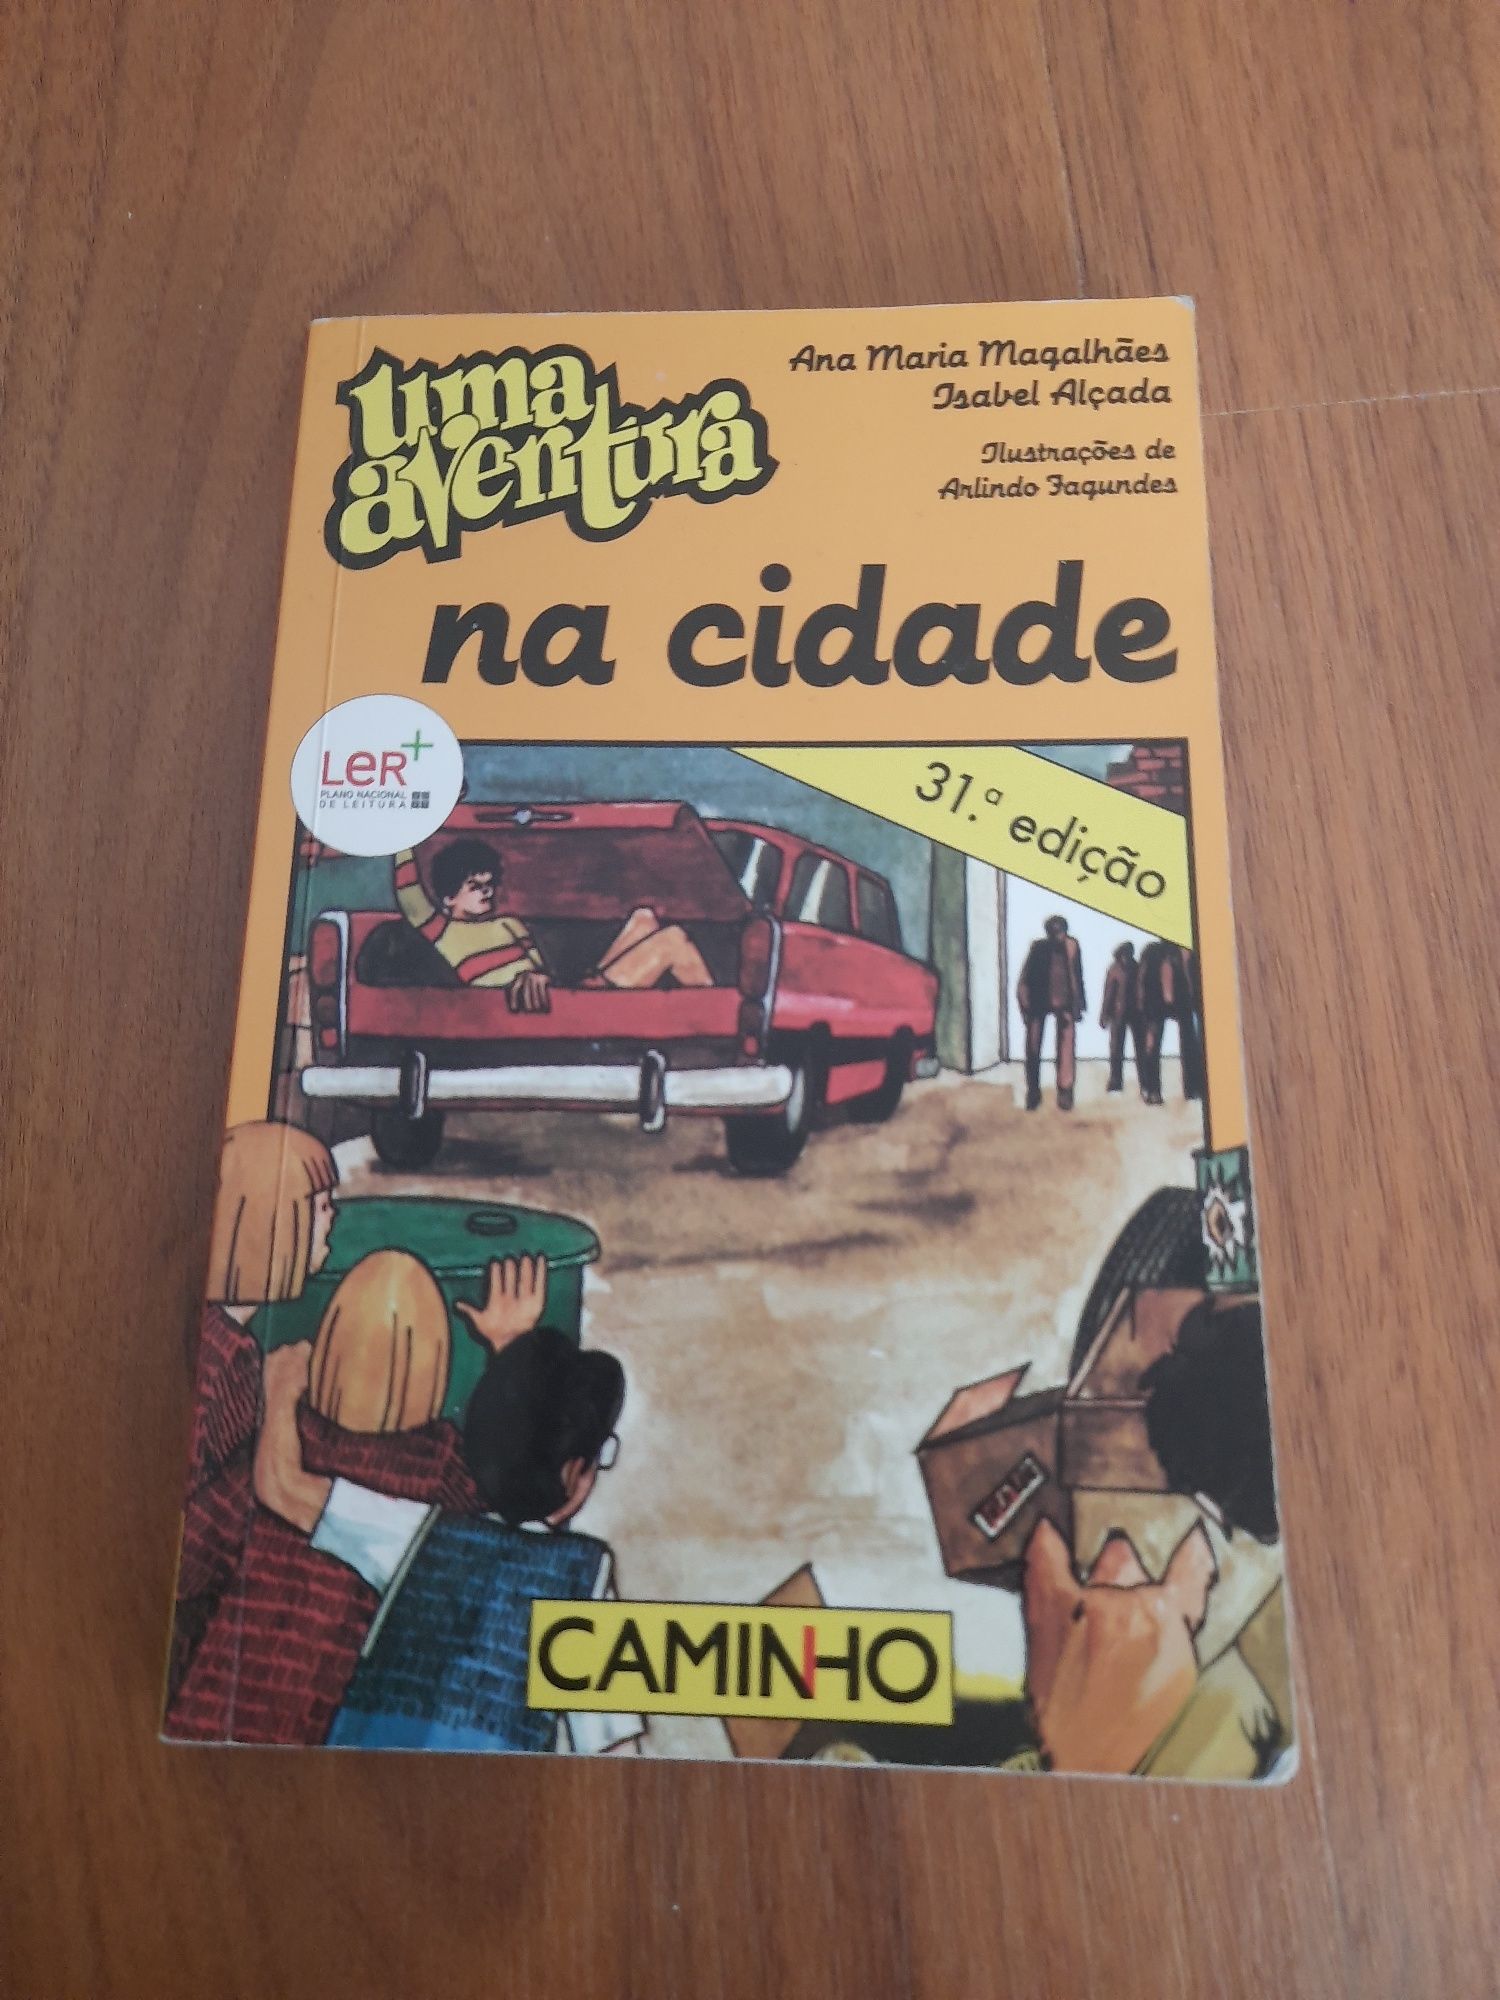 uma
aventura
Ana Maria Magalhães
Isabel Alçada
Ilustrações de
Arlindo Fagundes
na cidade
LeR+
PLANO NACIONAL
DE LEITURA
31.ª edição
CAMINHO